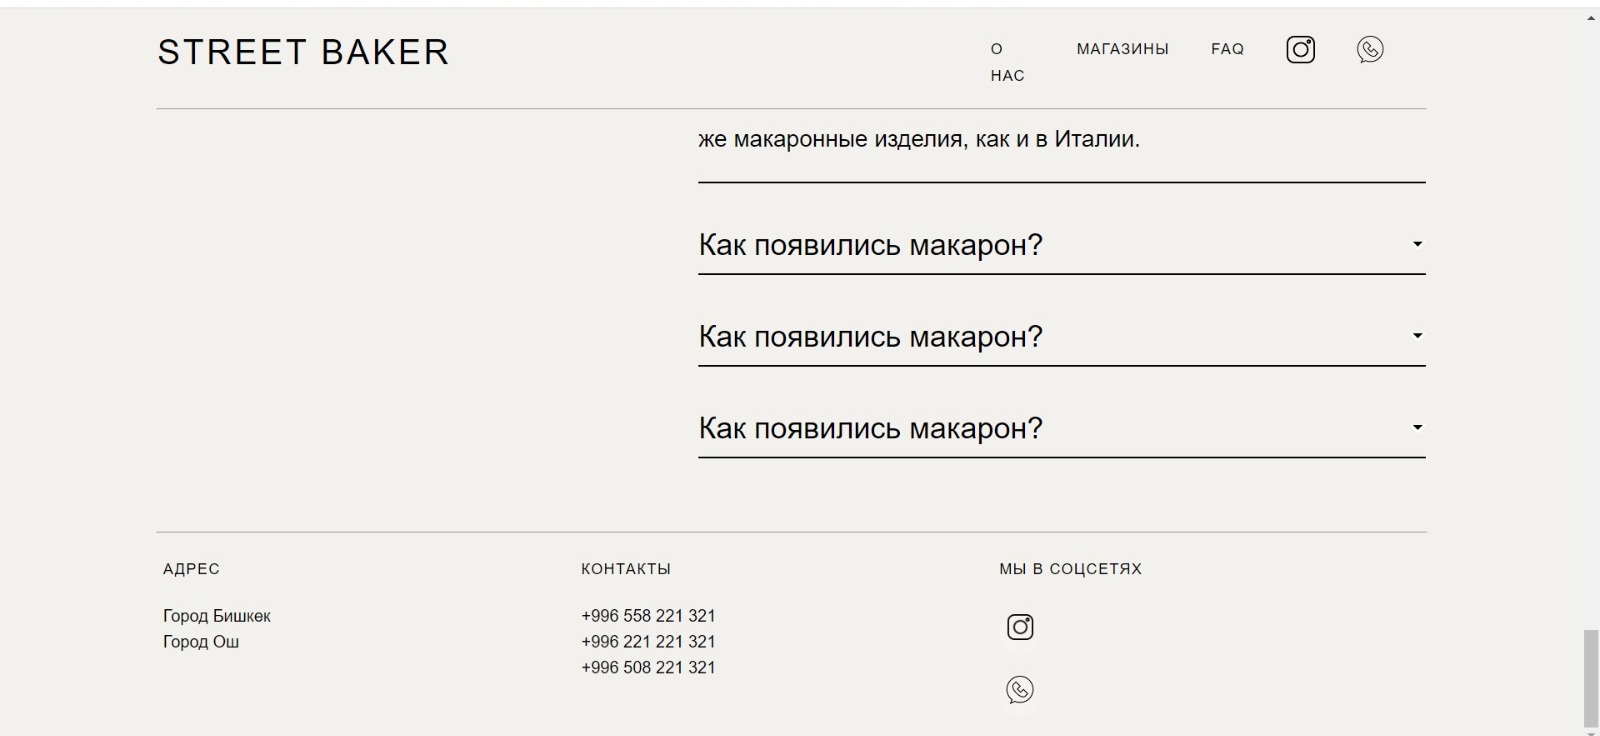 STREET BAKER
О НАС
МАГАЗИНЫ
FAQ
же макаронные изделия, как и в Италии.
Как появились макарон?
Как появились макарон?
Как появились макарон?
АДРЕС
Город Бишкек
Город Ош
КОНТАКТЫ
+996 558 221 321
+996 221 221 321
+996 508 221 321
МЫ В СОЦСЕТЯХ